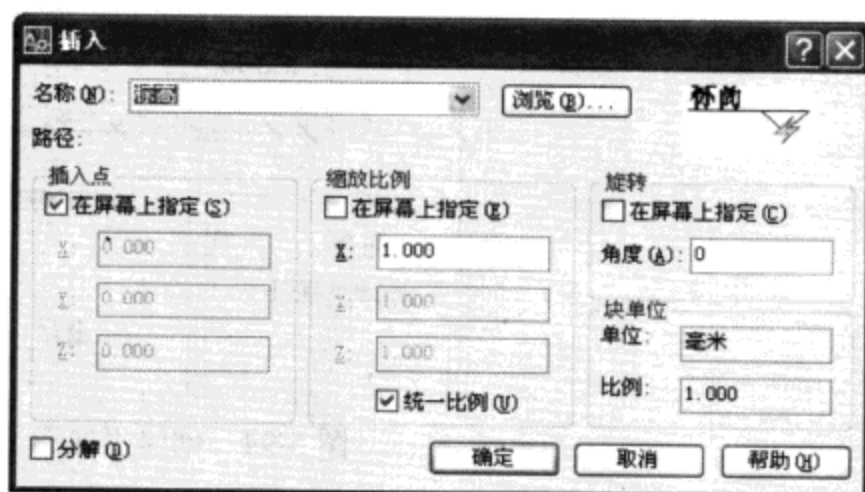 插入
名称(N):
浏览(B)...
路径:
插入点
在屏幕上指定(S)
X: 0.000
Y: 0.000
Z: 0.000
缩放比例
在屏幕上指定(E)
X: 1.000
Y: 1.000
Z: 1.000
统一比例(U)
旋转
在屏幕上指定(C)
角度(A): 0
块单位
单位: 毫米
比例: 1.000
分解(D)
确定
取消
帮助(H)